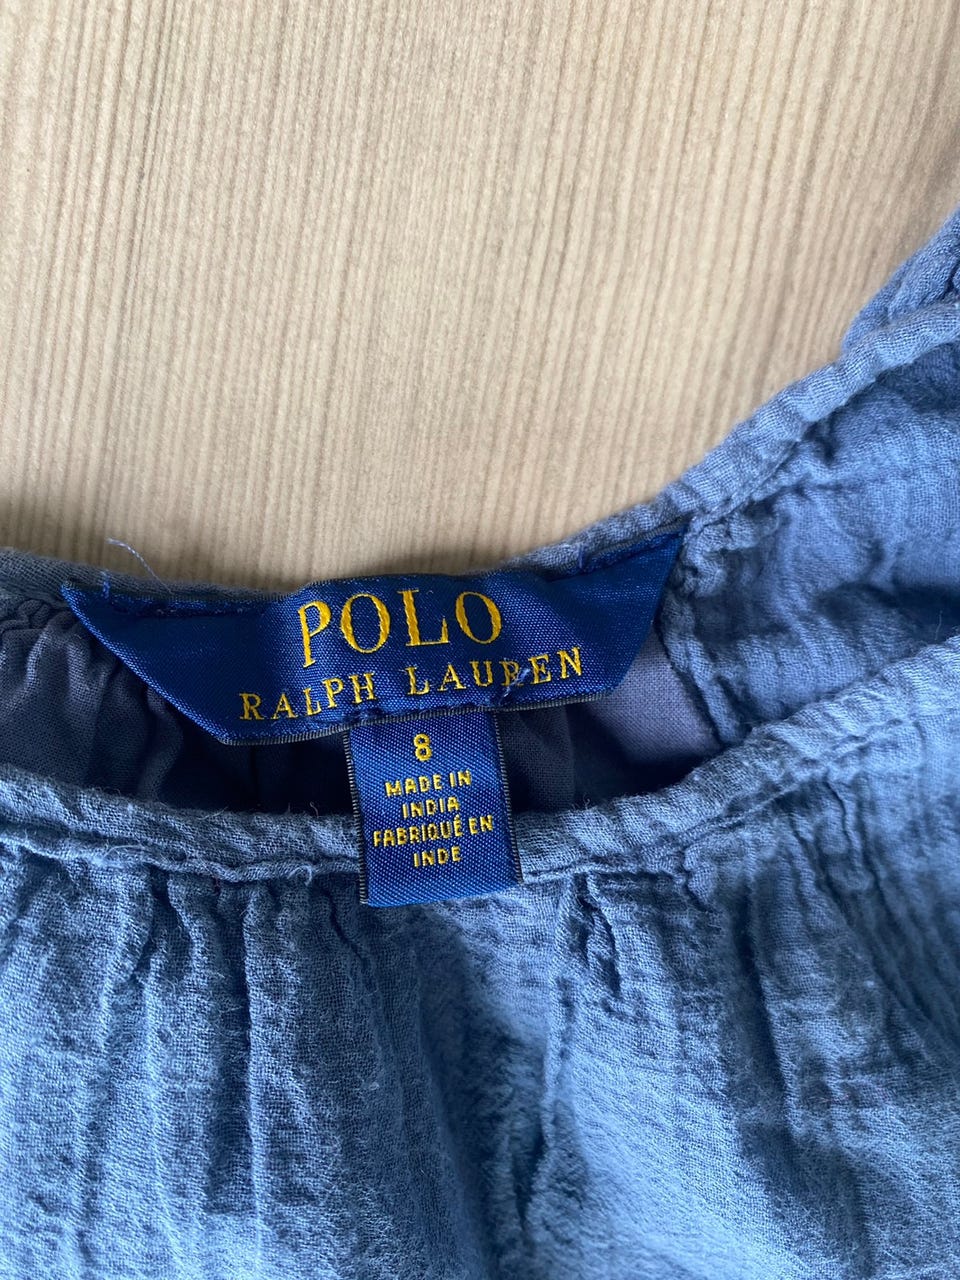 POLO
RALPH LAUREN
8
MADE IN
INDIA
FABRIQUÉ EN
INDE